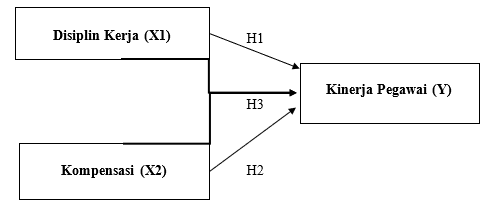 Disiplin Kerja (X1)
H1
Kinerja Pegawai (Y)
H3
Kompensasi (X2)
H2